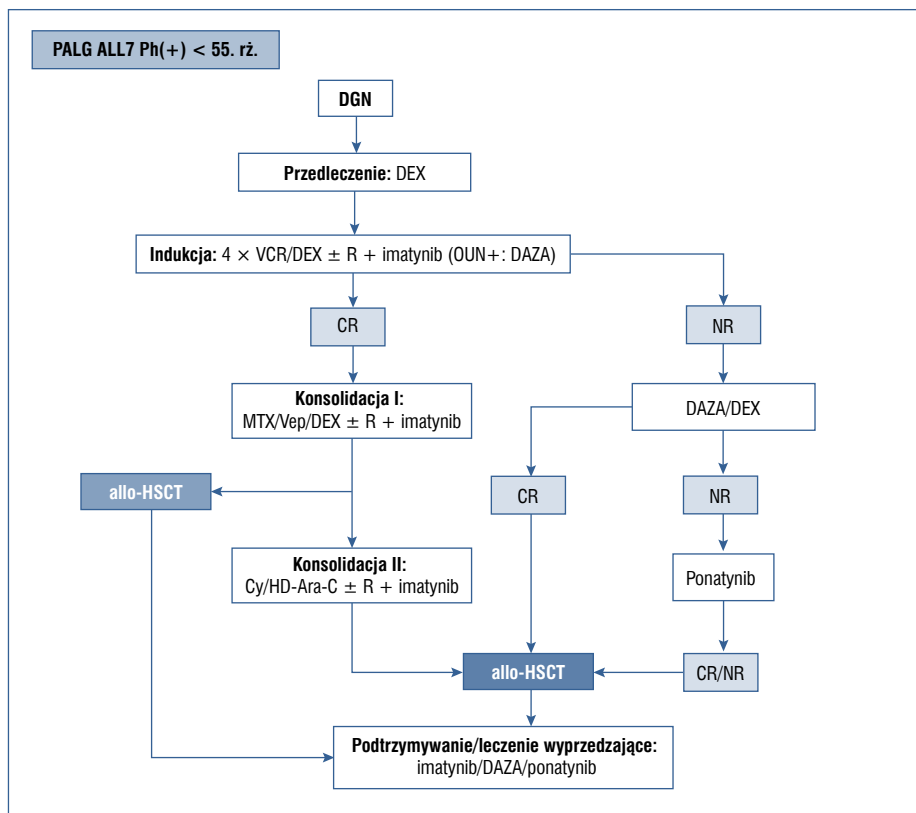 PALG ALL7 Ph(+) < 55. rż.
DGN
Przedleczenie: DEX
Indukcja: 4 × VCR/DEX ± R + imatynib (OUN+: DAZA)
CR
NR
Konsolidacja I:
MTX/Vep/DEX ± R + imatynib
DAZA/DEX
allo-HSCT
CR
NR
Konsolidacja II:
Cy/HD-Ara-C ± R + imatynib
Ponatynib
allo-HSCT
CR/NR
Podtrzymywanie/leczenie wyprzedzające:
imatynib/DAZA/ponatynib